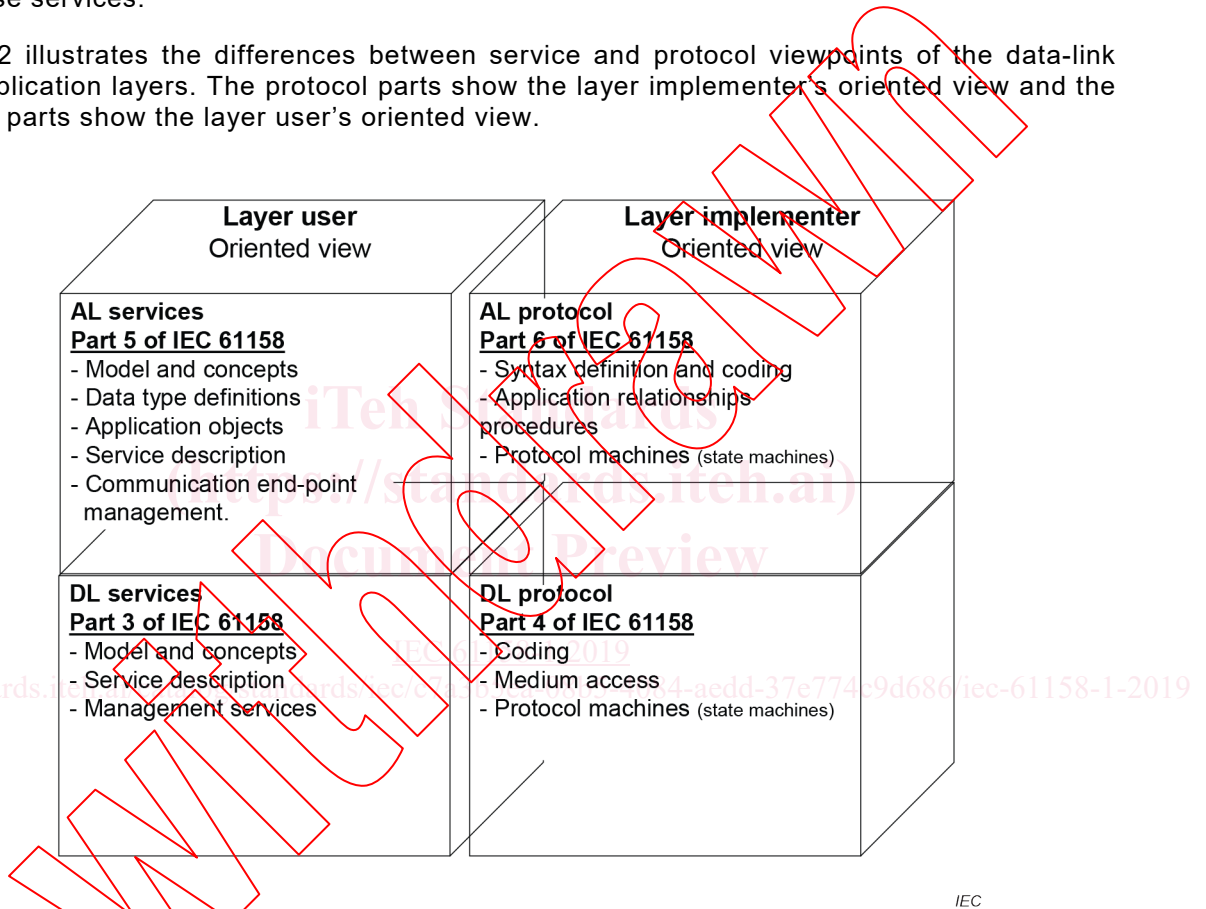 se services.
2 illustrates the differences between service and protocol viewpoints of the data-link
plication layers. The protocol parts show the layer implementer's oriented view and the
parts show the layer user's oriented view.
Layer user
Oriented view
Layer implementer
Oriented view
AL services
Part 5 of IEC 61158
- Model and concepts
- Data type definitions
- Application objects
- Service description
- Communication end-point
management.
AL protocol
Part 6 of IEC 61158
- Syntax definition and coding
- Application relationships
procedures
- Protocol machines (state machines)
iTeh Standards
(https://standards.iteh.ai)
Document Preview
DL services
Part 3 of IEC 61158
- Model and concepts
- Service description
- Management services
DL protocol
Part 4 of IEC 61158
- Coding
- Medium access
- Protocol machines (state machines)
withdrawn
IEC